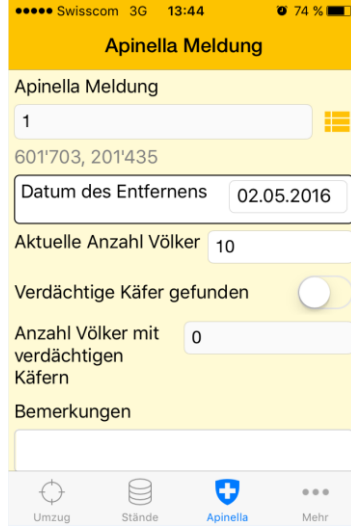 Swisscom 3G 13:44 74 %
Apinella Meldung
Apinella Meldung
1
601'703, 201'435
Datum des Entfernens 02.05.2016
Aktuelle Anzahl Völker 10
Verdächtige Käfer gefunden
Anzahl Völker mit 0
verdächtigen
Käfern
Bemerkungen
Umzug Stände Apinella Mehr